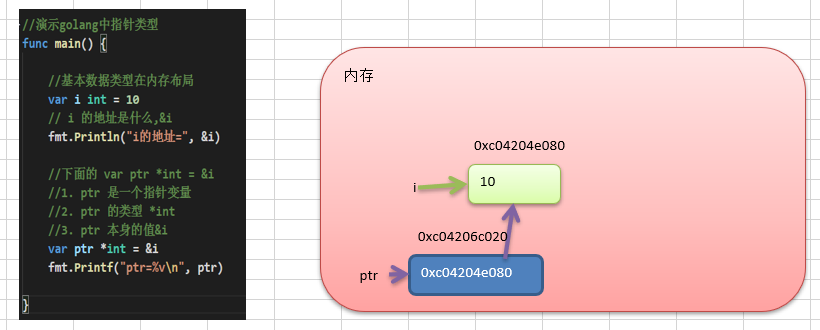 //演示golang中指针类型
func main() {
//基本数据类型在内存布局
var i int = 10
// i 的地址是什么,&i
fmt.Println("i的地址=", &i)
//下面的 var ptr *int = &i
//1. ptr 是一个指针变量
//2. ptr 的类型 *int
//3. ptr 本身的值&i
var ptr *int = &i
fmt.Printf("ptr=%v\n", ptr)
}
内存
0xc04204e080
i
10
0xc04206c020
ptr
0xc04204e080